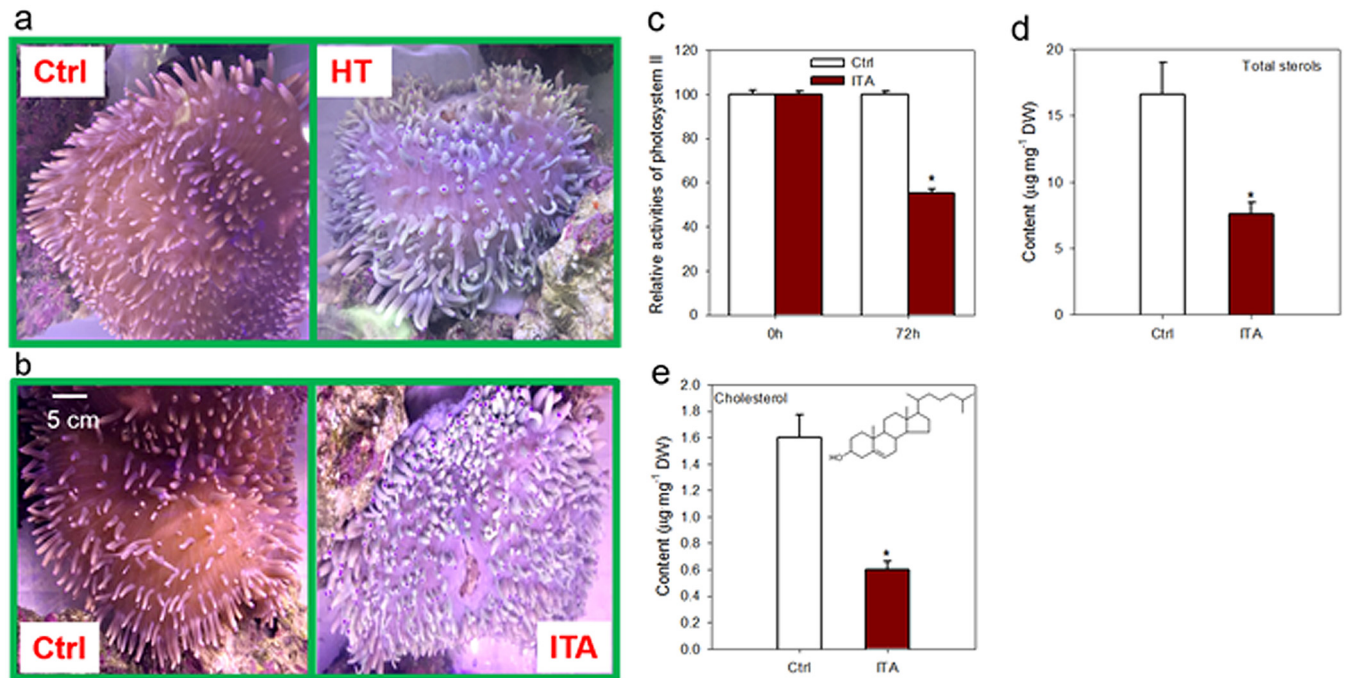 a
Ctrl
HT
b
5 cm
Ctrl
ITA
c
Relative activities of photosystem II
120
100
80
60
40
20
0
Ctrl
ITA
*
0h
72h
d
Content (µg mg⁻¹ DW)
20
15
10
5
0
Total sterols
*
Ctrl
ITA
e
Content (µg mg⁻¹ DW)
2.0
1.8
1.6
1.4
1.2
1.0
0.8
0.6
0.4
0.2
0.0
Cholesterol
HO
*
Ctrl
ITA